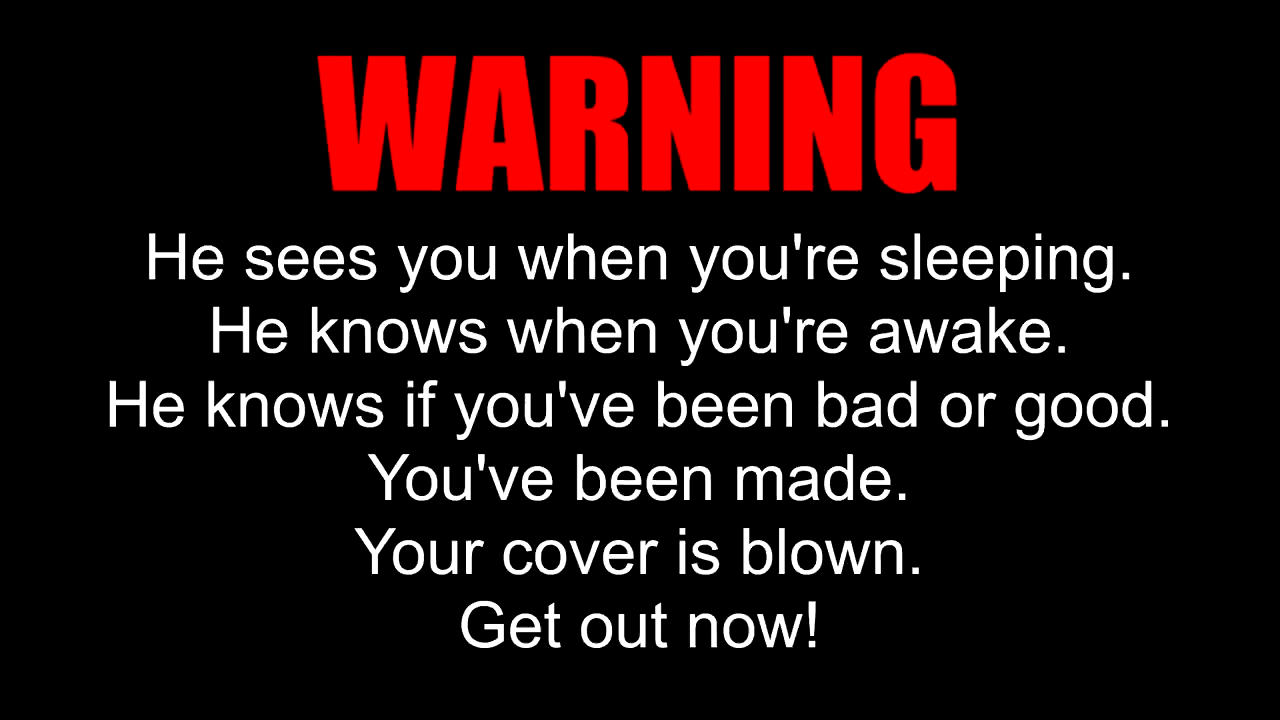 WARNING
He sees you when you're sleeping.
He knows when you're awake.
He knows if you've been bad or good.
You've been made.
Your cover is blown.
Get out now!